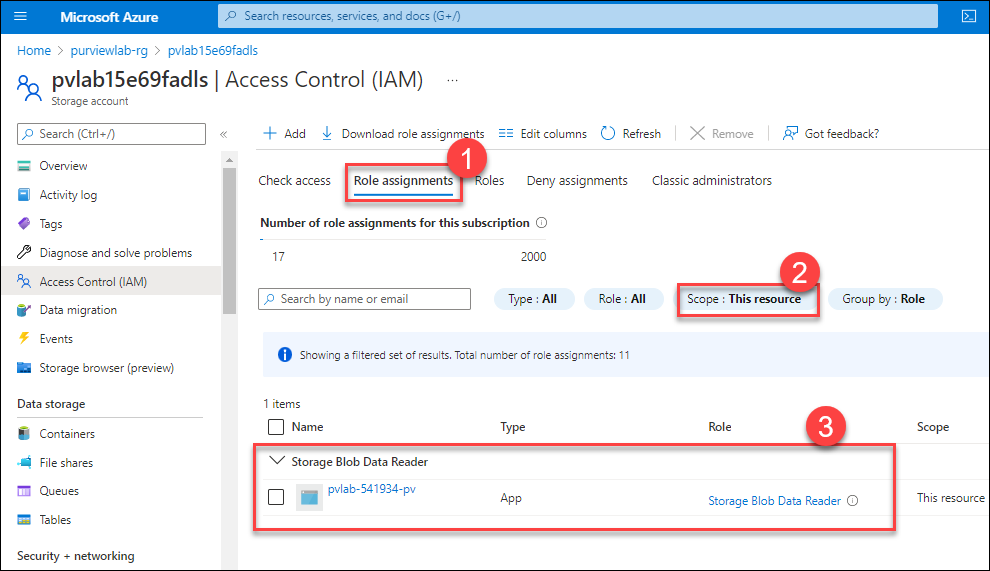 Microsoft Azure
Search resources, services, and docs (G+/)
Home > purviewlab-rg > pvlab15e69fadls
pvlab15e69fadls | Access Control (IAM) ...
Storage account
Search (Ctrl+/)
«
Overview
Activity log
Tags
Diagnose and solve problems
Access Control (IAM)
Data migration
Events
Storage browser (preview)
Data storage
Containers
File shares
Queues
Tables
Security + networking
Add
Download role assignments
Edit columns
Refresh
Remove
Got feedback?
1
Check access
Role assignments
Roles
Deny assignments
Classic administrators
Number of role assignments for this subscription
17
2000
2
Search by name or email
Type : All
Role : All
Scope : This resource
Group by : Role
Showing a filtered set of results. Total number of role assignments: 11
1 items
3
Name
Type
Role
Scope
Storage Blob Data Reader
pvlab-541934-pv
App
Storage Blob Data Reader
This resource